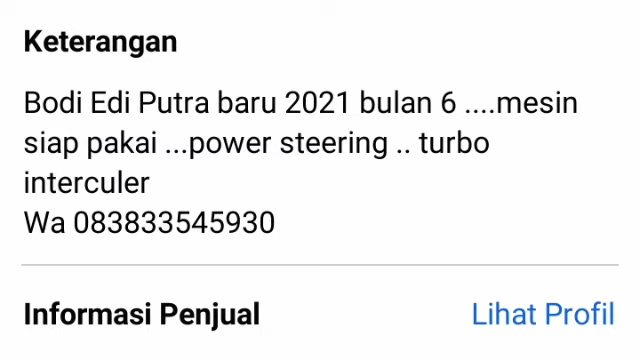 Keterangan
Bodi Edi Putra baru 2021 bulan 6 ....mesin
siap pakai ...power steering .. turbo
interculer
Wa 083833545930
Informasi Penjual
Lihat Profil